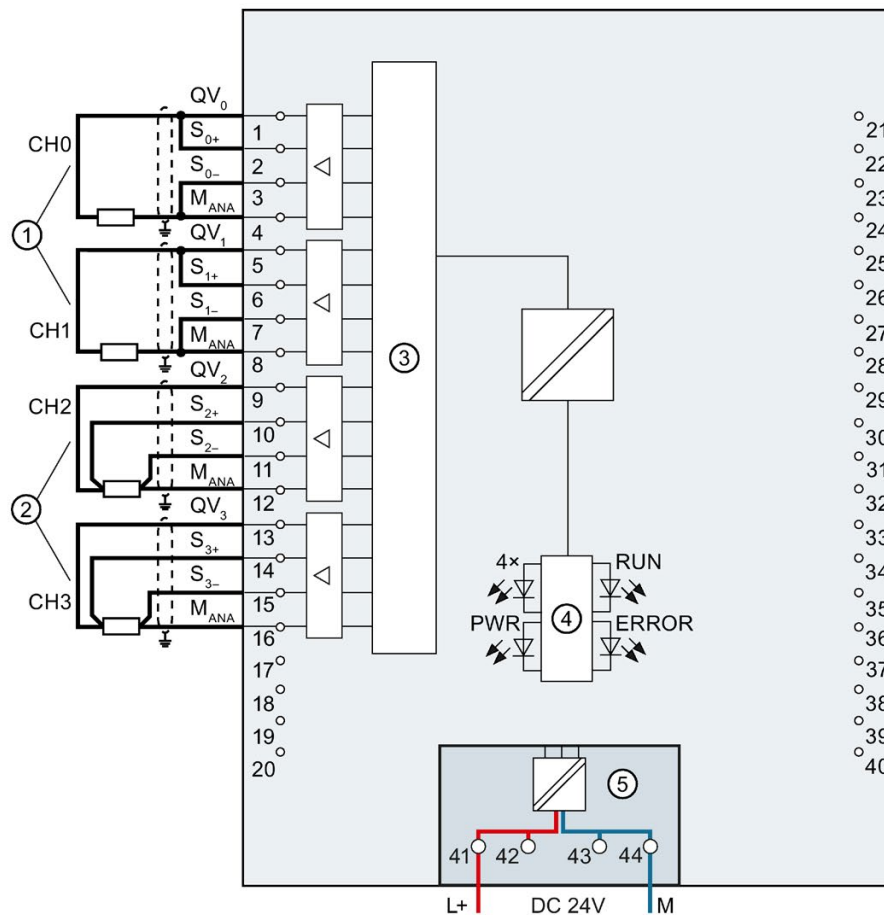 QV0
S0+
S0–
MANA
CH0
1
2
3
4
①
QV1
S1+
S1–
MANA
CH1
5
6
7
8
QV2
S2+
S2–
MANA
CH2
9
10
11
12
②
QV3
S3+
S3–
MANA
CH3
13
14
15
16
17
18
19
20
③
4×
RUN
PWR
④
ERROR
21
22
23
24
25
26
27
28
29
30
31
32
33
34
35
36
37
38
39
40
⑤
41
42
43
44
L+
DC 24V
M